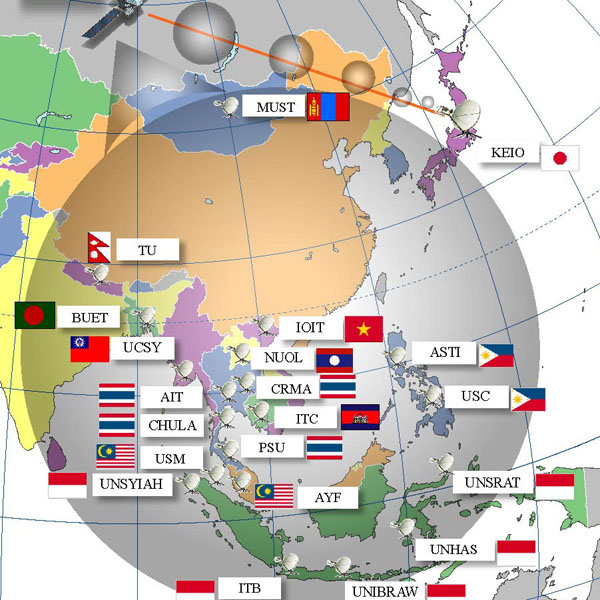 MUST
KEIO
TU
BUET
IOIT
UCSY
NUOL
ASTI
AIT
CRMA
USC
CHULA
ITC
USM
PSU
UNSYIAH
AYF
UNSRAT
UNHAS
ITB
UNIBRAW